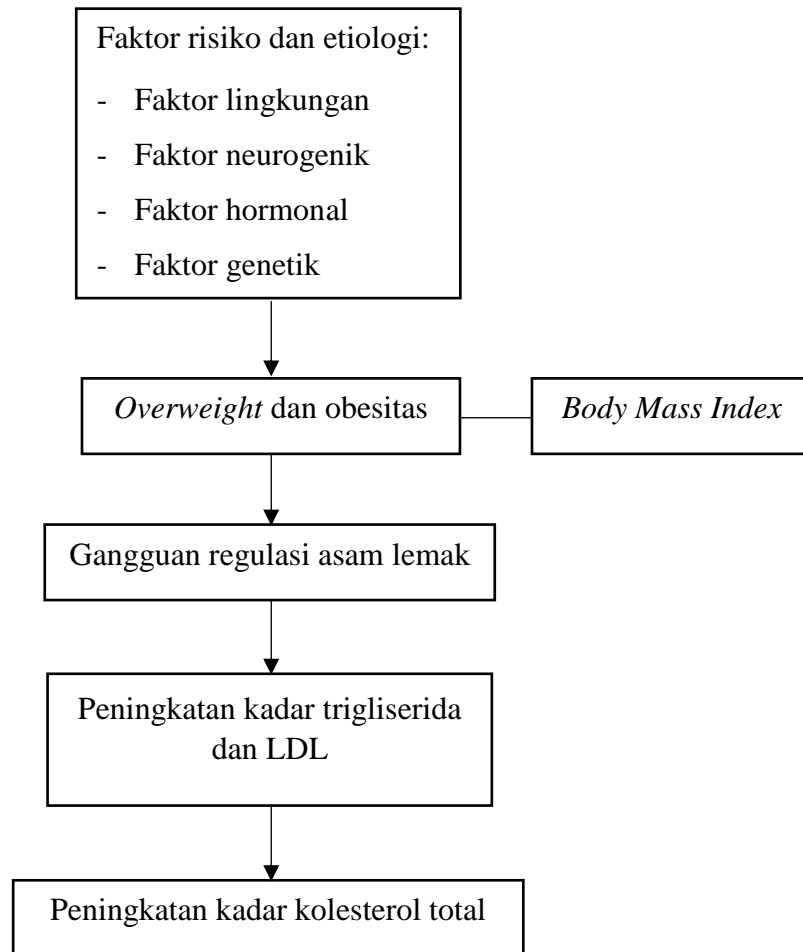 Faktor risiko dan etiologi:
- Faktor lingkungan
- Faktor neurogenik
- Faktor hormonal
- Faktor genetik
Overweight dan obesitas
Body Mass Index
Gangguan regulasi asam lemak
Peningkatan kadar trigliserida
dan LDL
Peningkatan kadar kolesterol total